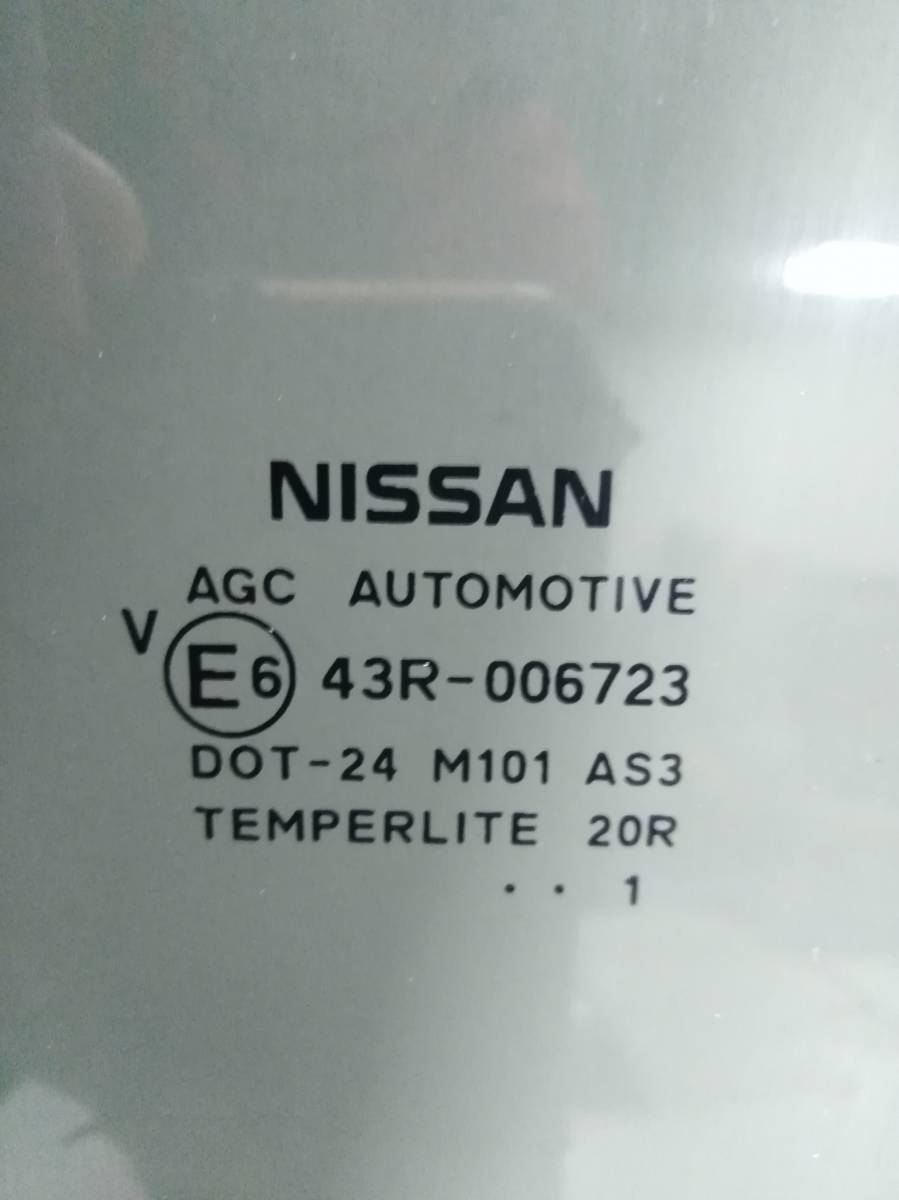 NISSAN
AGC AUTOMOTIVE
V E6 43R-006723
DOT-24 M101 AS3
TEMPERLITE 20R
. . 1